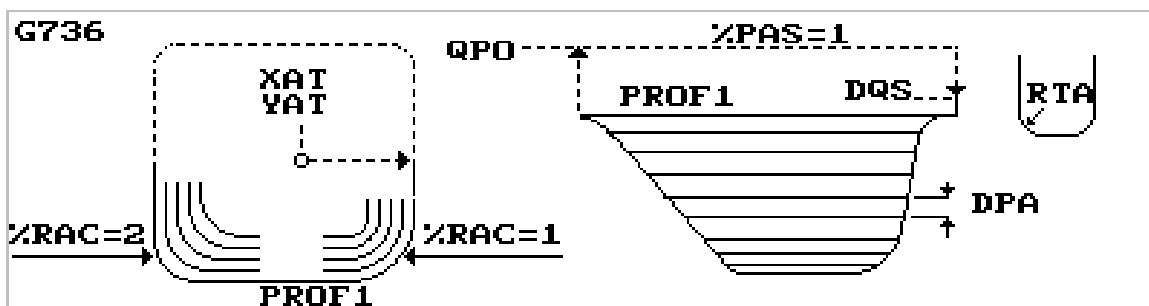 G736
XAT
YAT
%RAC=2
%RAC=1
PROF1
QPO
%PAS=1
PROF1
DQS
RTA
DPA